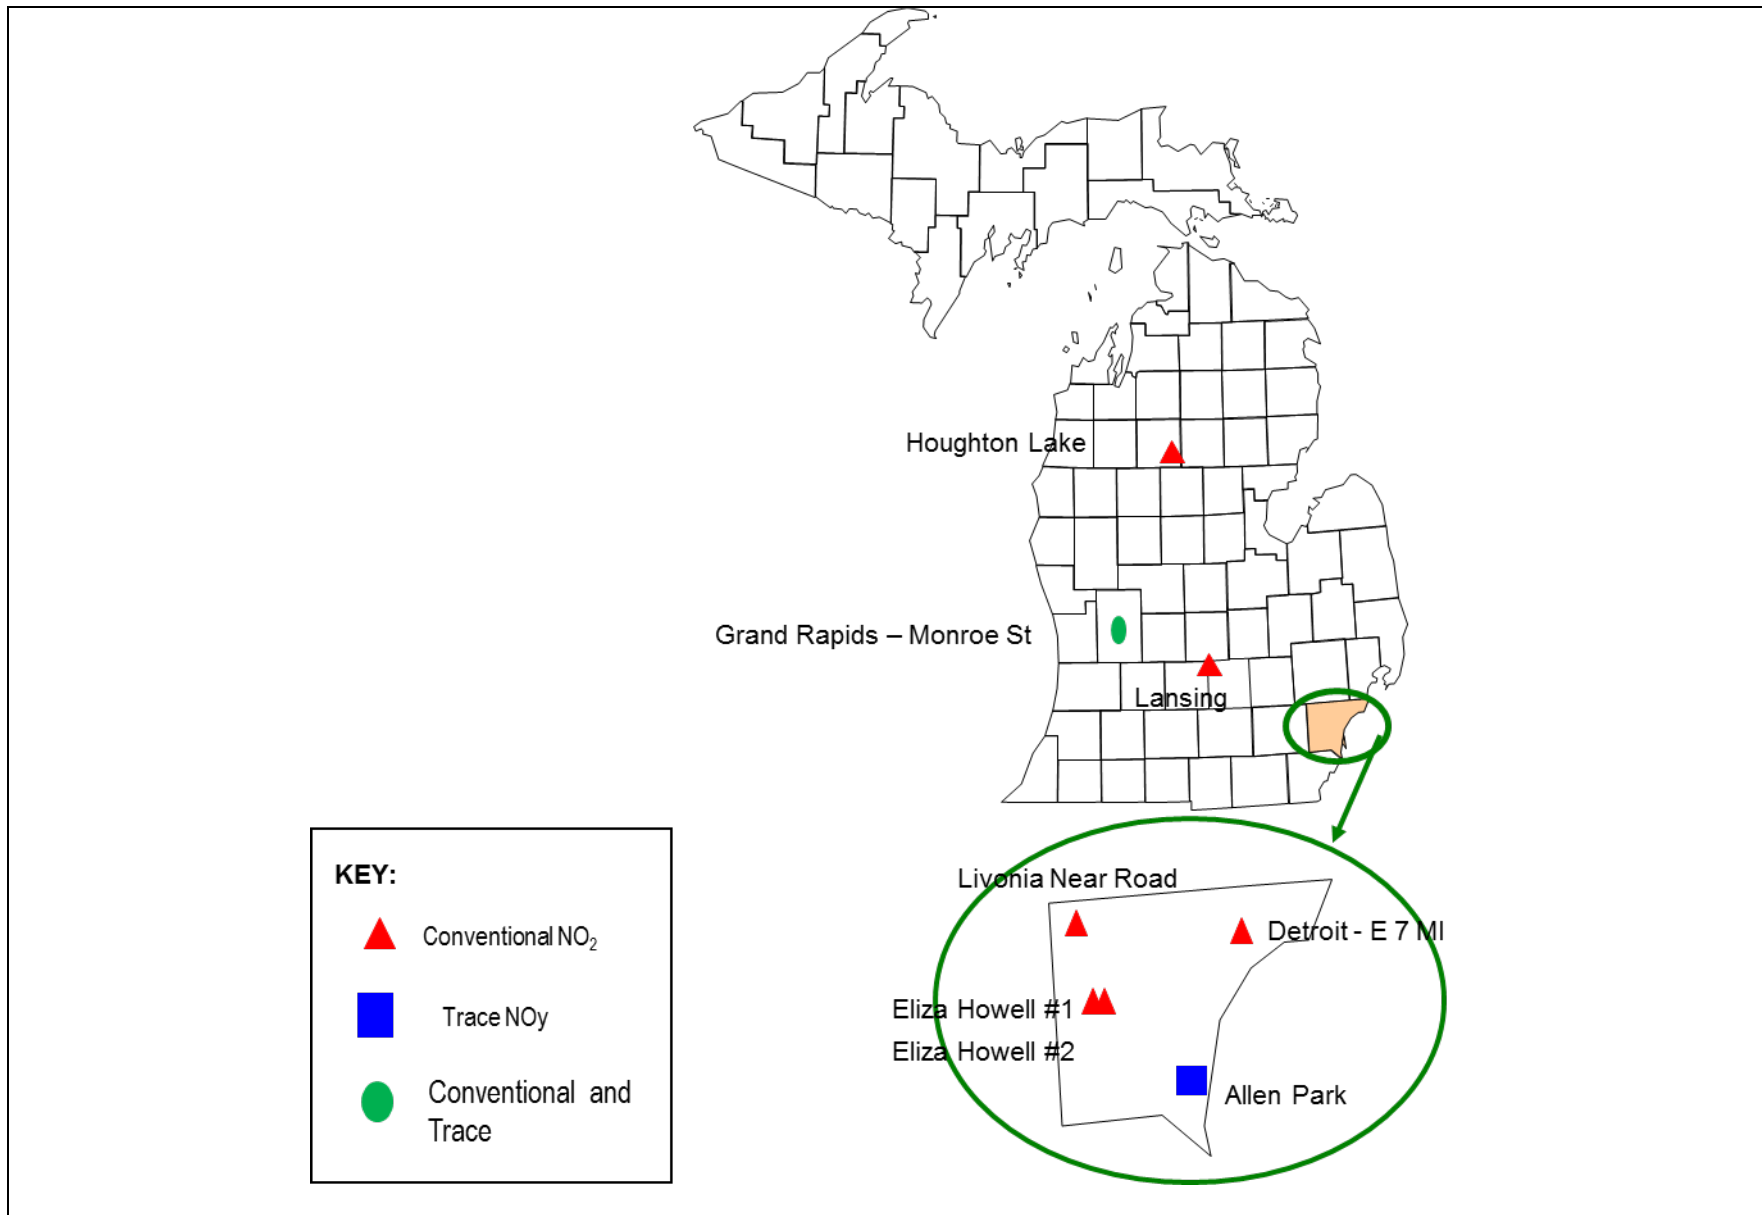 Houghton Lake
Grand Rapids – Monroe St
Lansing
KEY:
Conventional NO₂
Trace NOy
Conventional and
Trace
Livonia Near Road
Detroit - E 7 MI
Eliza Howell #1
Eliza Howell #2
Allen Park